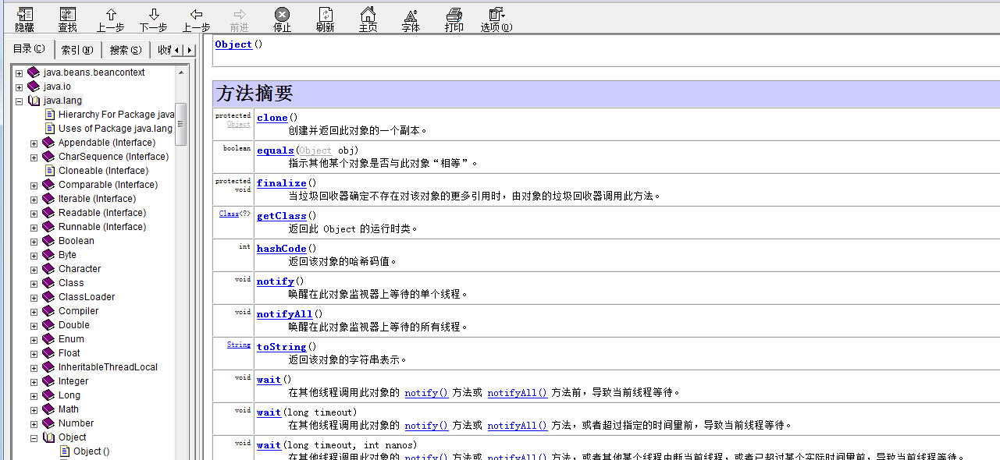 隐藏 查找 上一步 下一步 上一步 前进 停止 刷新 主页 字体 打印 选项(O)
目录(C) 索引(N) 搜索(S)
java.beans.beancontext
java.io
java.lang
Hierarchy For Package java
Uses of Package java.lang
Appendable (Interface)
CharSequence (Interface)
Cloneable (Interface)
Comparable (Interface)
Iterable (Interface)
Readable (Interface)
Runnable (Interface)
Boolean
Byte
Character
Class
ClassLoader
Compiler
Double
Enum
Float
InheritableThreadLocal
Integer
Long
Math
Number
Object
Object ()
Object()
方法摘要
protected Object
clone()
创建并返回此对象的一个副本。
boolean
equals(Object obj)
指示其他某个对象是否与此对象“相等”。
protected void
finalize()
当垃圾回收器确定不存在对该对象的更多引用时，由对象的垃圾回收器调用此方法。
Class<?>
getClass()
返回此 Object 的运行时类。
int
hashCode()
返回该对象的哈希码值。
void
notify()
唤醒在此对象监视器上等待的单个线程。
void
notifyAll()
唤醒在此对象监视器上等待的所有线程。
String
toString()
返回该对象的字符串表示。
void
wait()
在其他线程调用此对象的 notify() 方法或 notifyAll() 方法前，导致当前线程等待。
void
wait(long timeout)
在其他线程调用此对象的 notify() 方法或 notifyAll() 方法，或者超过指定的时间量前，导致当前线程等待。
void
wait(long timeout, int nanos)
在其他线程调用此对象的 notify() 方法或 notifyAll() 方法，或者其他某个线程中断当前线程，或者已超过某个实际时间量前，导致当前线程等待。